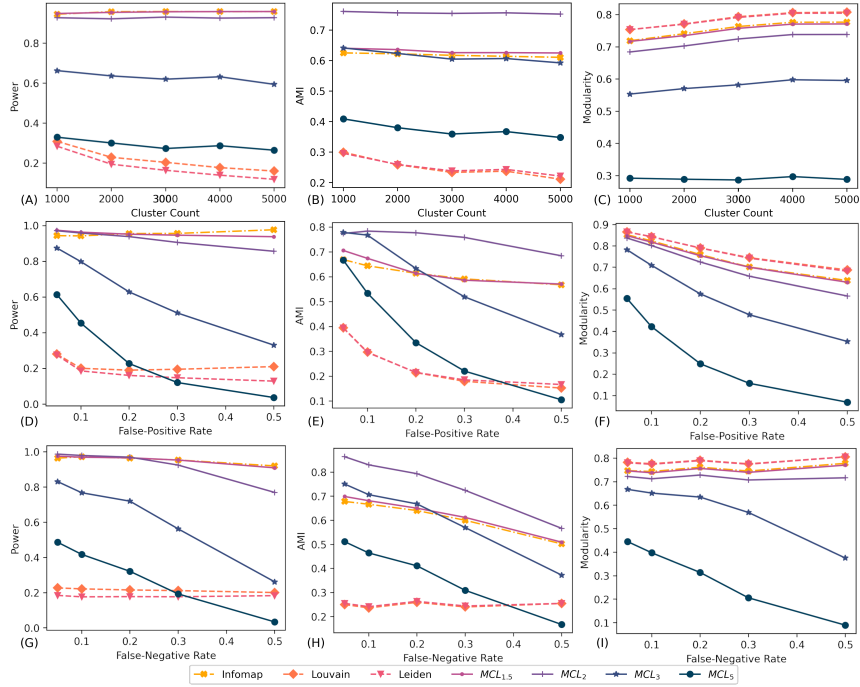 0.8
0.6
0.4
0.2
Power
1000 2000 3000 4000 5000
(A) Cluster Count
0.7
0.6
0.5
0.4
0.3
0.2
AMI
1000 2000 3000 4000 5000
(B) Cluster Count
0.8
0.7
0.6
0.5
0.4
0.3
Modularity
1000 2000 3000 4000 5000
(C) Cluster Count
1.0
0.8
0.6
0.4
0.2
0.0
Power
0.1 0.2 0.3 0.4 0.5
(D) False-Positive Rate
0.8
0.7
0.6
0.5
0.4
0.3
0.2
0.1
AMI
0.1 0.2 0.3 0.4 0.5
(E) False-Positive Rate
0.9
0.8
0.7
0.6
0.5
0.4
0.3
0.2
0.1
Modularity
0.1 0.2 0.3 0.4 0.5
(F) False-Positive Rate
1.0
0.8
0.6
0.4
0.2
0.0
Power
0.1 0.2 0.3 0.4 0.5
(G) False-Negative Rate
0.8
0.7
0.6
0.5
0.4
0.3
0.2
AMI
0.1 0.2 0.3 0.4 0.5
(H) False-Negative Rate
0.8
0.7
0.6
0.5
0.4
0.3
0.2
0.1
Modularity
0.1 0.2 0.3 0.4 0.5
(I) False-Negative Rate
Infomap Louvain Leiden MCL1.5 MCL2 MCL3 MCL5